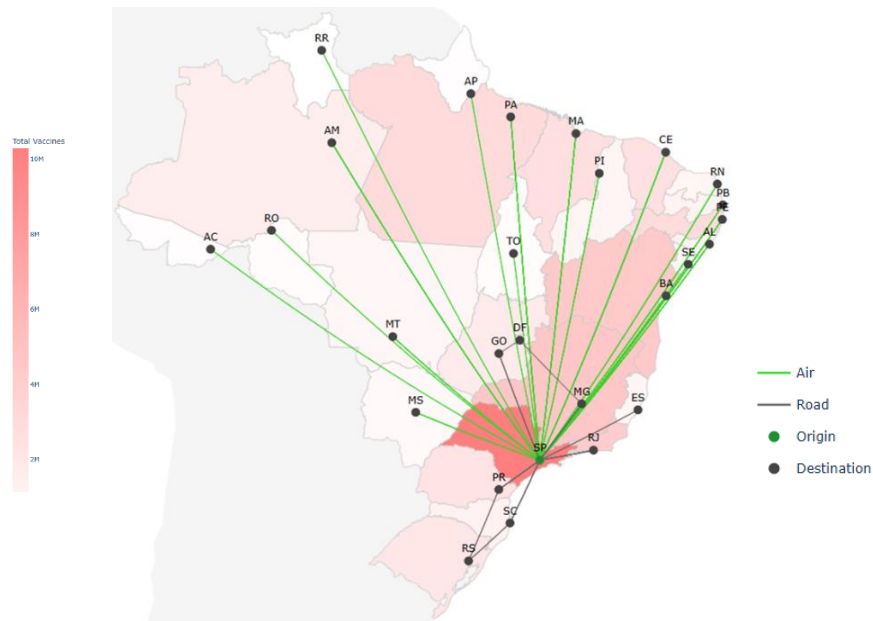 RR
AP
PA
AM
MA
CE
PI
Total Vaccines
10M
RN
PB
PE
RO
AC
AL
8M
TO
SE
BA
6M
MT
DF
GO
Air
4M
MG
ES
MS
Road
RJ
SP
Origin
2M
Destination
PR
SC
RS